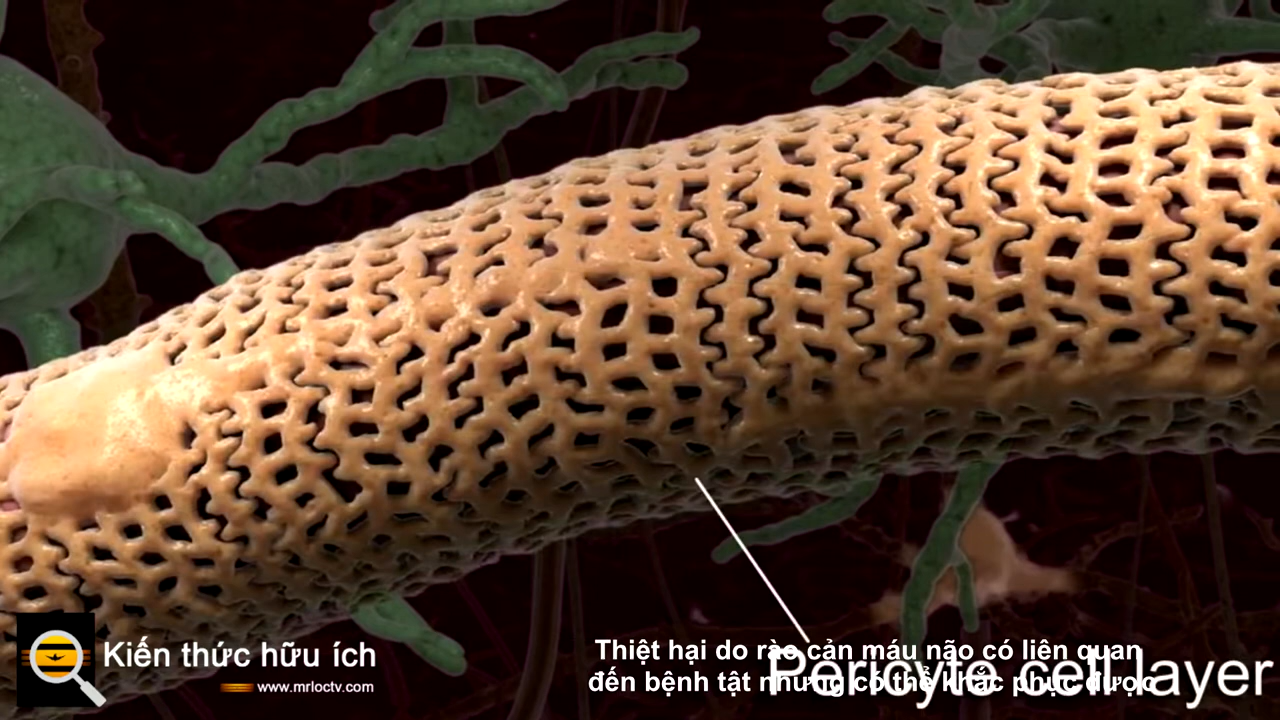 Kiến thức hữu ích
www.mrloctv.com
Thiệt hại do rào cản máu não có liên quan
đến bệnh tật nhưng có thể khắc phục được
Pericyte cell layer